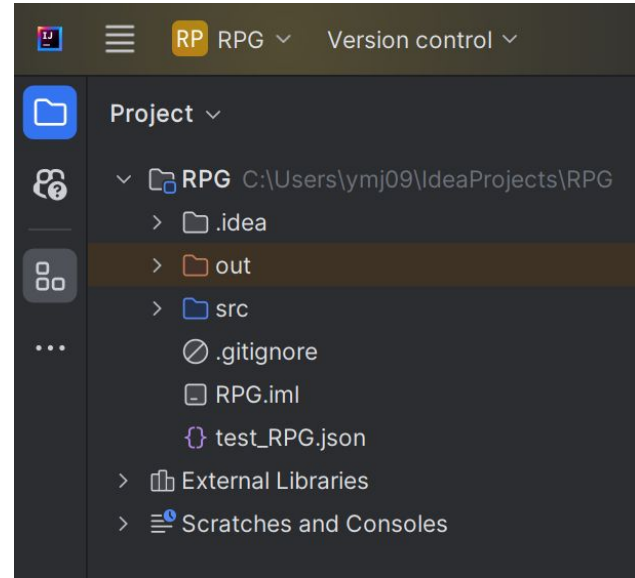 IJ RP RPG Version control
Project
RPG C:\Users\ymj09\IdeaProjects\RPG
.idea
out
src
.gitignore
RPG.iml
{} test_RPG.json
External Libraries
Scratches and Consoles